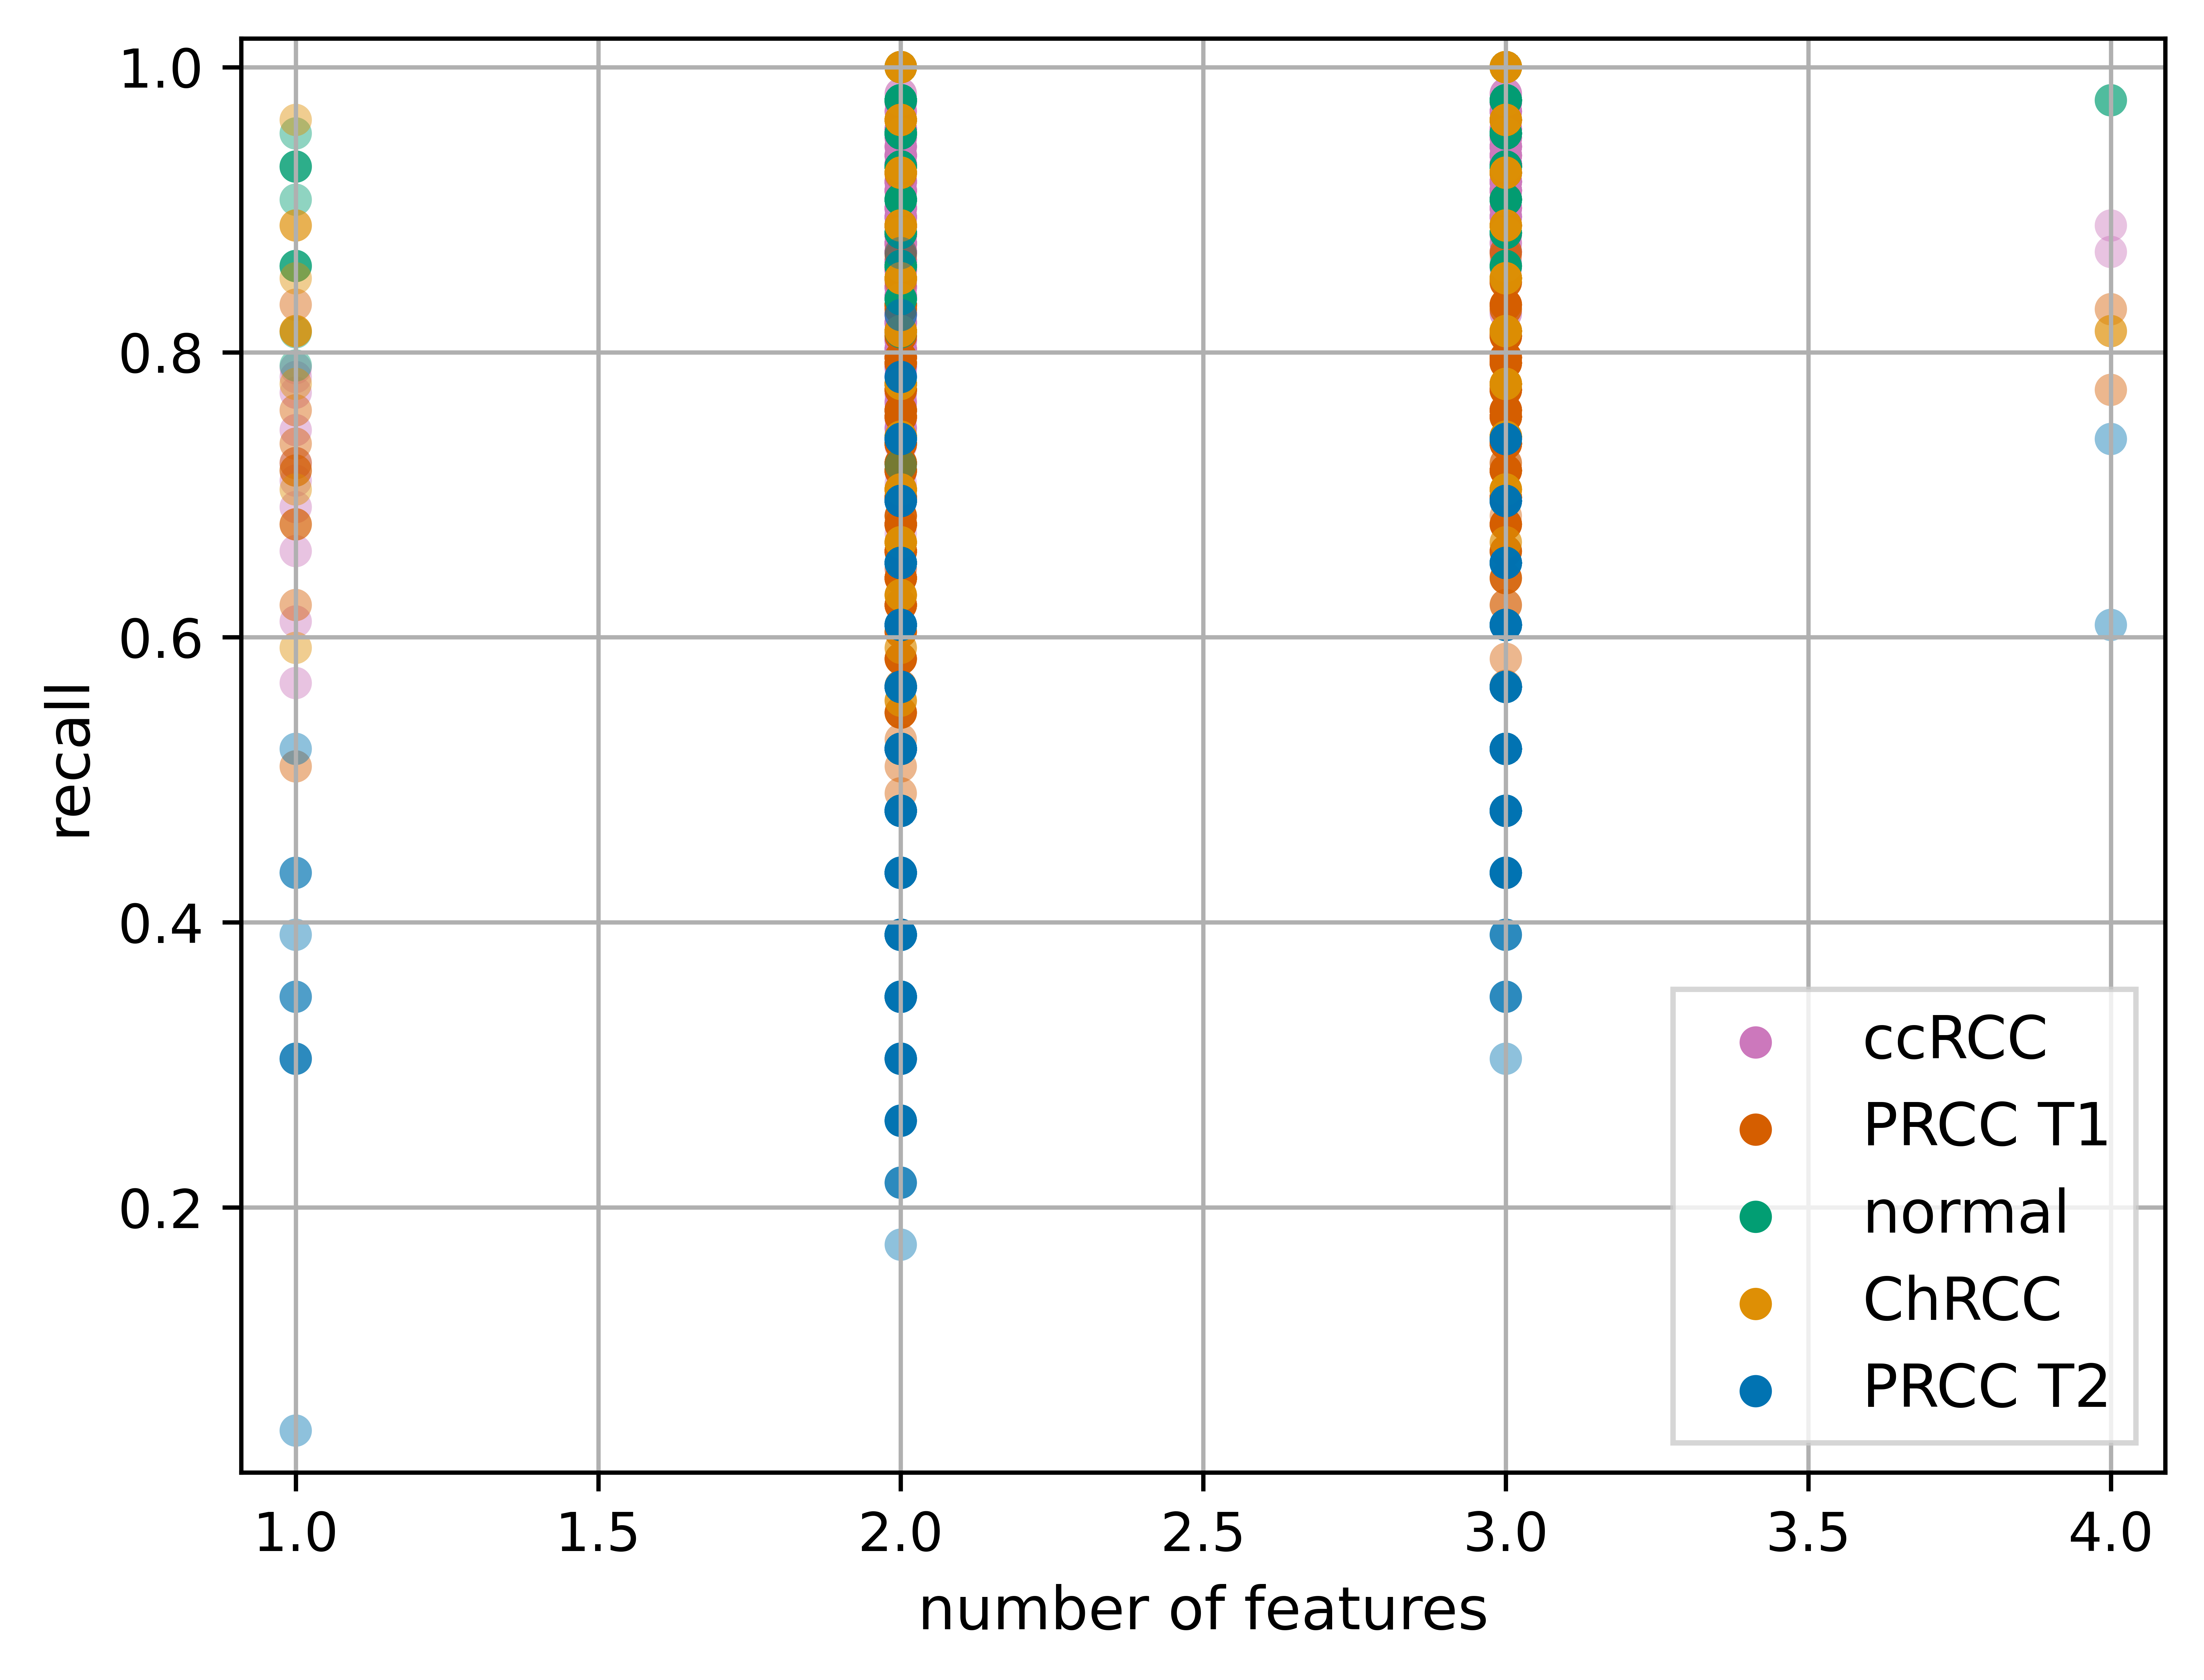 1.0
0.8
0.6
0.4
0.2
recall
1.0 1.5 2.0 2.5 3.0 3.5 4.0
number of features
ccRCC
PRCC T1
normal
ChRCC
PRCC T2